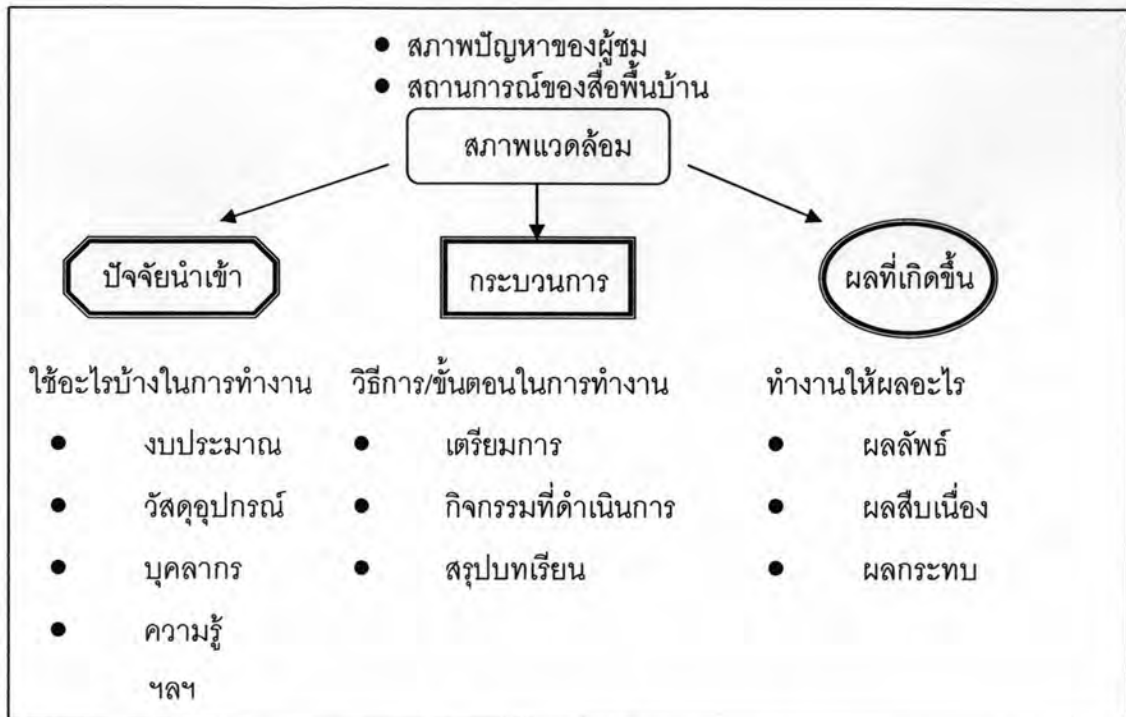 ● สภาพปัญหาของผู้ชม
● สถานการณ์ของสื่อพื้นบ้าน
สภาพแวดล้อม
ปัจจัยนำเข้า กระบวนการ ผลที่เกิดขึ้น
ใช้อะไรบ้างในการทำงาน วิธีการ/ขั้นตอนในการทำงาน ทำงานให้ผลอะไร
● งบประมาณ ● เตรียมการ ● ผลลัพธ์
● วัสดุอุปกรณ์ ● กิจกรรมที่ดำเนินการ ● ผลสืบเนื่อง
● บุคลากร ● สรุปบทเรียน ● ผลกระทบ
● ความรู้
ฯลฯ